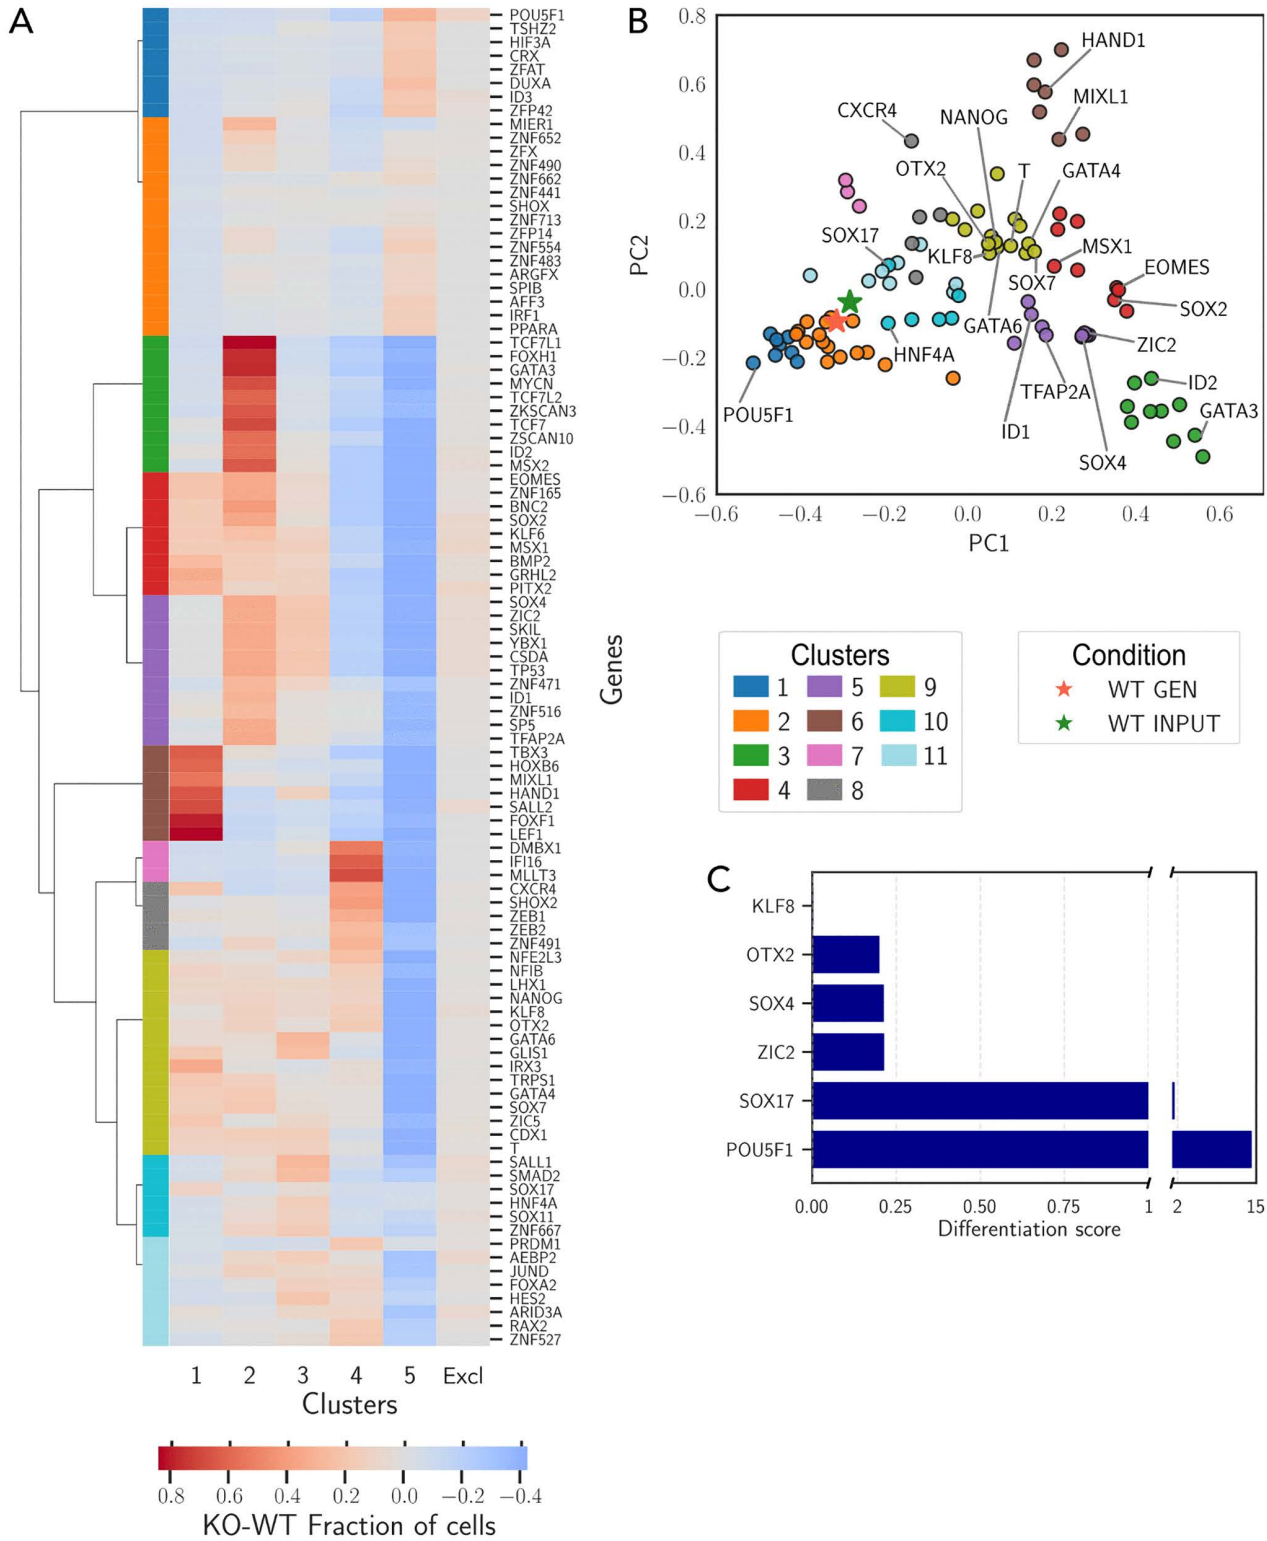 A
POU5F1
TSHZ2
HIF3A
CRX
ZFAT
DUXA
ID3
ZFP42
MIER1
ZNF652
ZFX
ZNF490
ZNF662
ZNF441
SHOX
ZNF713
ZFP14
ZNF554
ZNF483
ARGFX
SPIB
AFF3
IRF1
PPARA
TCF7L1
FOXH1
GATA3
MYCN
TCF7L2
ZKSCAN3
TCF7
ZSCAN10
ID2
MSX2
EOMES
ZNF165
BNC2
SOX2
KLF6
MSX1
BMP2
GRHL2
PITX2
SOX4
ZIC2
SKIL
YBX1
CSDA
TP53
ZNF471
ID1
ZNF516
SP5
TFAP2A
TBX3
HOXB6
MIXL1
HAND1
SALL2
FOXF1
LEF1
DMBX1
IFI16
MLLT3
CXCR4
SHOX2
ZEB1
ZEB2
ZNF491
NFE2L3
NFIB
LHX1
NANOG
KLF8
OTX2
GATA6
GLIS1
IRX3
TRPS1
GATA4
SOX7
ZIC5
CDX1
T
SALL1
SMAD2
SOX17
HNF4A
SOX11
ZNF667
PRDM1
AEBP2
JUND
FOXA2
HES2
ARID3A
RAX2
ZNF527
Genes
1 2 3 4 5 Excl
Clusters
0.8 0.6 0.4 0.2 0.0 −0.2 −0.4
KO-WT Fraction of cells
B
0.8
0.6
0.4
0.2
0.0
−0.2
−0.4
−0.6
PC2
HAND1
MIXL1
CXCR4
NANOG
OTX2
T
GATA4
SOX17
KLF8
MSX1
SOX7
EOMES
SOX2
GATA6
HNF4A
ZIC2
TFAP2A
ID2
POU5F1
ID1
GATA3
SOX4
−0.6 −0.4 −0.2 0.0 0.2 0.4 0.6
PC1
Clusters
1 5 9
2 6 10
3 7 11
4 8
Condition
WT GEN
WT INPUT
C
KLF8
OTX2
SOX4
ZIC2
SOX17
POU5F1
0.00 0.25 0.50 0.75 1 2 15
Differentiation score